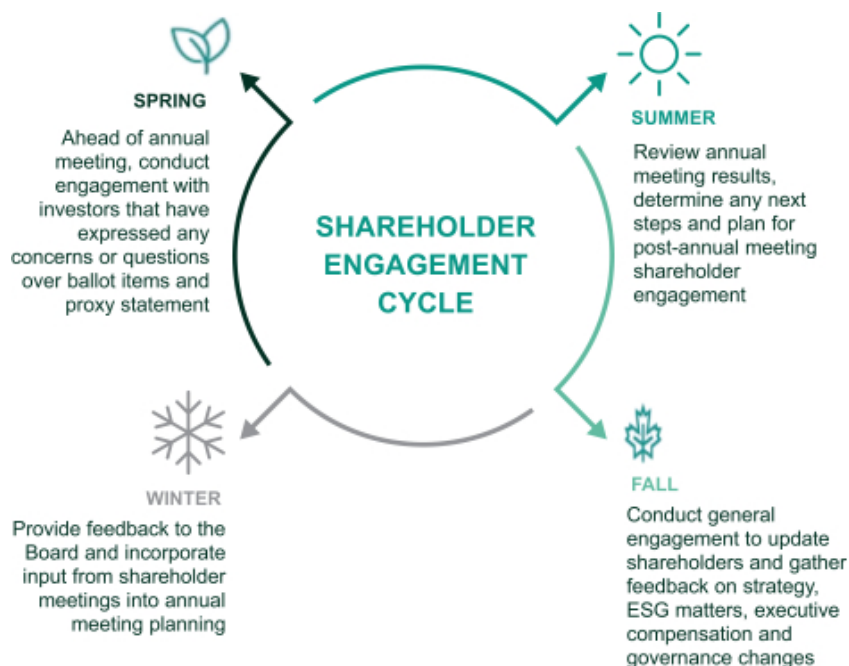 SHAREHOLDER
ENGAGEMENT
CYCLE
SPRING
Ahead of annual
meeting, conduct
engagement with
investors that have
expressed any
concerns or questions
over ballot items and
proxy statement
SUMMER
Review annual
meeting results,
determine any next
steps and plan for
post-annual meeting
shareholder
engagement
FALL
Conduct general
engagement to update
shareholders and gather
feedback on strategy,
ESG matters, executive
compensation and
governance changes
WINTER
Provide feedback to the
Board and incorporate
input from shareholder
meetings into annual
meeting planning